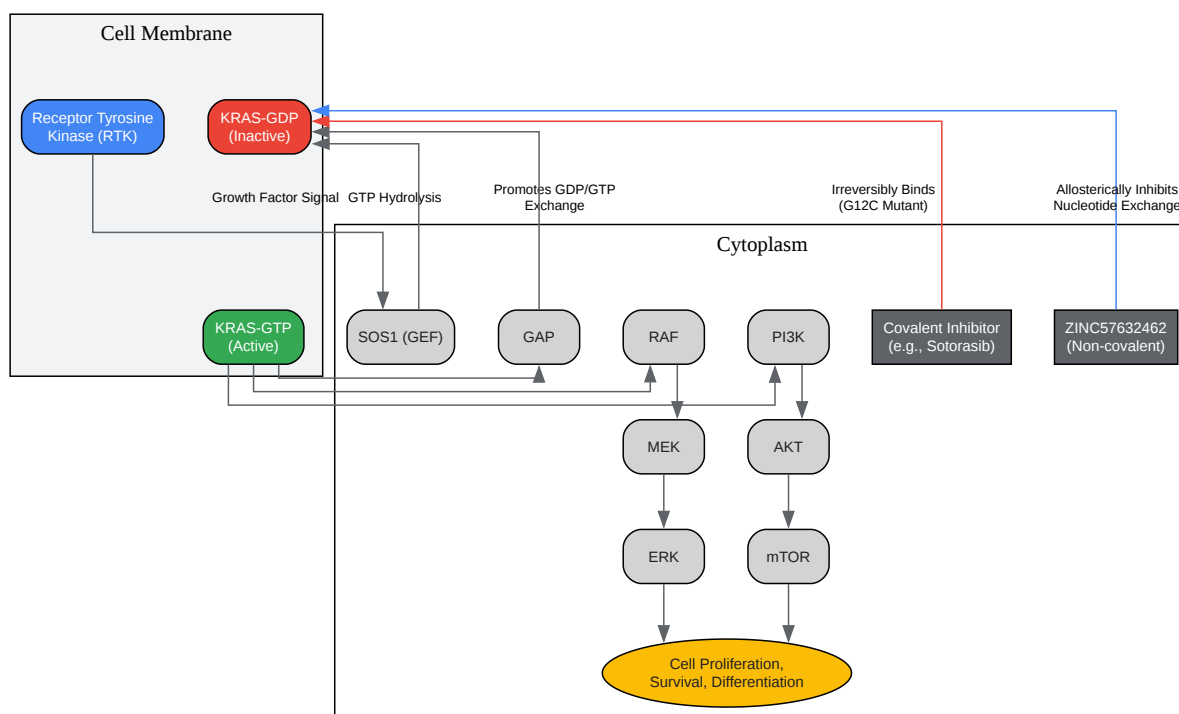 Cell Membrane
Receptor Tyrosine
Kinase (RTK)
KRAS-GDP
(Inactive)
Growth Factor Signal
GTP Hydrolysis
Promotes GDP/GTP
Exchange
Irreversibly Binds
(G12C Mutant)
Allosterically Inhibits
Nucleotide Exchange
Cytoplasm
KRAS-GTP
(Active)
SOS1 (GEF)
GAP
RAF
PI3K
Covalent Inhibitor
(e.g., Sotorasib)
ZINC57632462
(Non-covalent)
MEK
AKT
ERK
mTOR
Cell Proliferation,
Survival, Differentiation